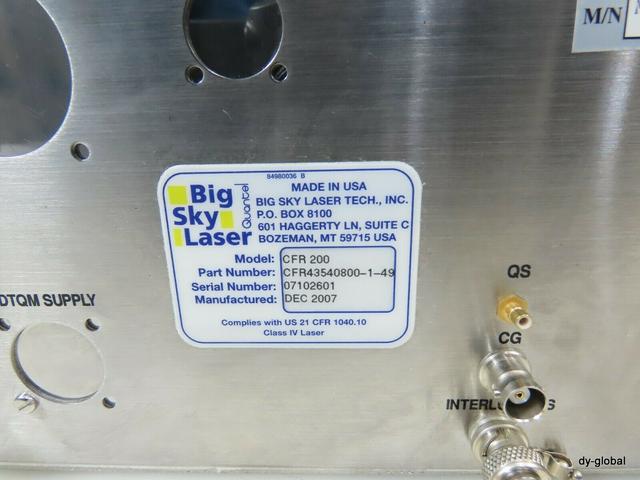 M/N
84980036 B
Big
Sky
Laser
Quantel
MADE IN USA
BIG SKY LASER TECH., INC.
P.O. BOX 8100
601 HAGGERTY LN, SUITE C
BOZEMAN, MT 59715 USA
Model: CFR 200
Part Number: CFR43540800-1-49
Serial Number: 07102601
Manufactured: DEC 2007
Complies with US 21 CFR 1040.10
Class IV Laser
QS
DTQM SUPPLY
CG
dy-global